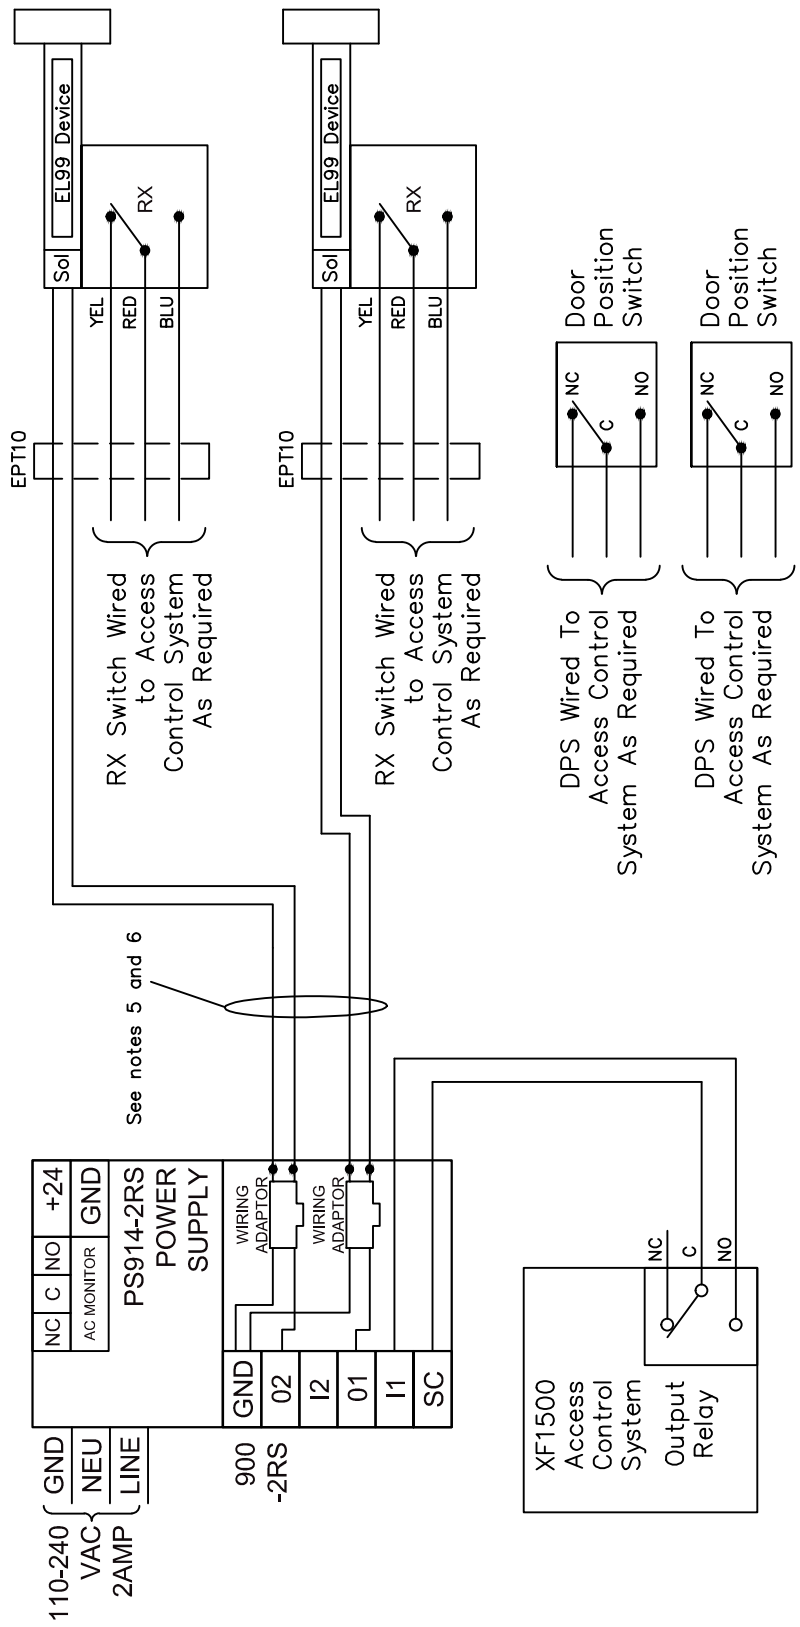 110-240
VAC
2AMP
GND
NEU
LINE
NC
C
NO
+24
AC MONITOR
GND
PS914-2RS
POWER
SUPPLY
900
-2RS
GND
02
I2
01
I1
SC
WIRING
ADAPTOR
WIRING
ADAPTOR
See notes 5 and 6
EPT10
Sol
EL99 Device
YEL
RED
BLU
RX
RX Switch Wired
to Access
Control System
As Required
EPT10
Sol
EL99 Device
YEL
RED
BLU
RX
RX Switch Wired
to Access
Control System
As Required
DPS Wired To
Access Control
System As Required
NC
C
NO
Door
Position
Switch
DPS Wired To
Access Control
System As Required
NC
C
NO
Door
Position
Switch
XF1500
Access
Control
System
Output
Relay
NC
C
NO